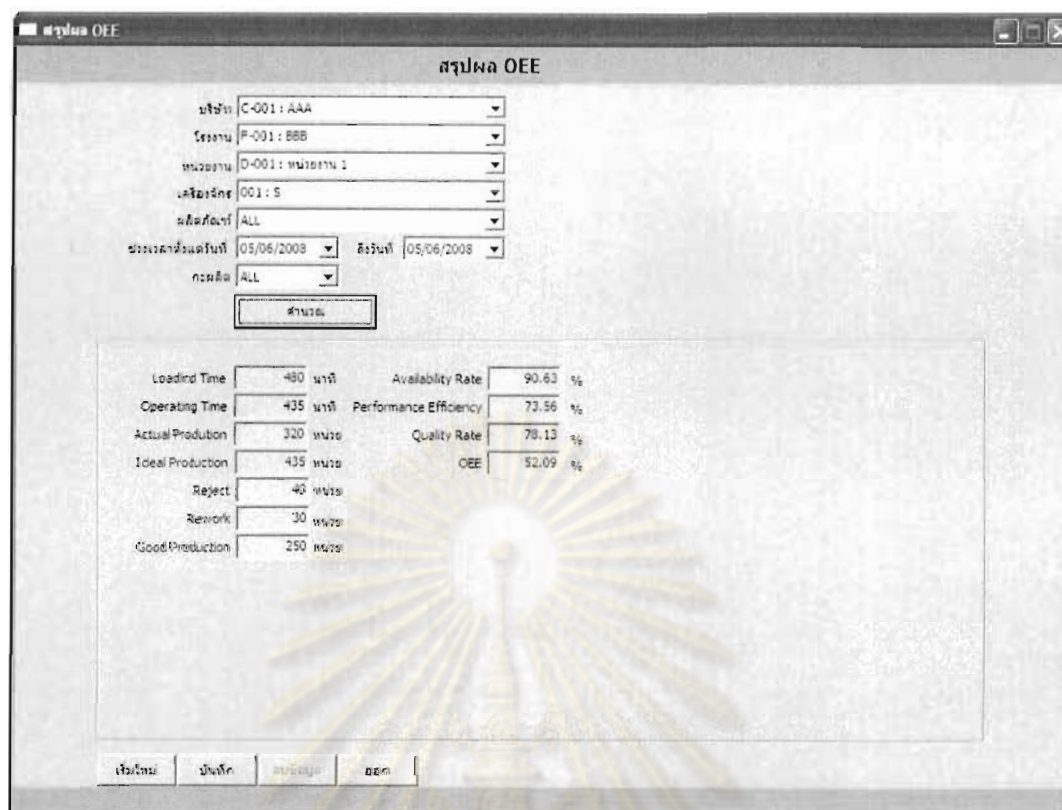 สรุปผล OEE
สรุปผล OEE
บริษัท C-001 : AAA
โรงงาน F-001 : BBB
หน่วยงาน D-001 : หน่วยงาน 1
เครื่องจักร 001 : S
ผลิตภัณฑ์ ALL
ช่วงเวลาตั้งแต่วันที่ 05/06/2008 ถึงวันที่ 05/06/2008
กะผลิต ALL
คำนวณ
Loadind Time 480 นาที Availability Rate 90.63 %
Operating Time 435 นาที Performance Efficiency 73.56 %
Actual Prodution 320 หน่วย Quality Rate 78.13 %
Ideal Production 435 หน่วย OEE 52.09 %
Reject 40 หน่วย
Rework 30 หน่วย
Good Production 250 หน่วย
เริ่มใหม่ บันทึก ลบข้อมูล ออก